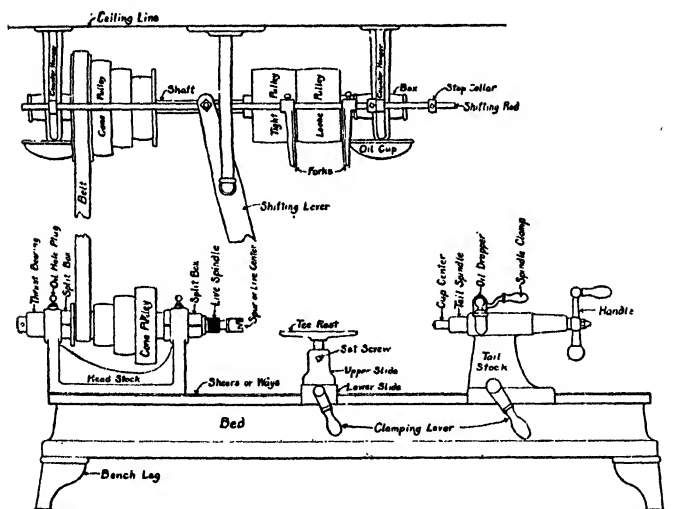 Ceiling Line
Counter Hanger
Cone Pulley
Shaft
Tight Pulley
Loose Pulley
Counter Hanger
Box
Stop Collar
Shifting Rod
Oil Cup
Forks
Belt
Shifting Lever
Thrust Bearing
Oil Hole Plug
Split Box
Cone Pulley
Split Box
Live Spindle
Spur or Live Center
Head Stock
Shears or Ways
Tee Rest
Set Screw
Upper Slide
Lower Slide
Cup Center
Tail Spindle
Oil Dropper
Spindle Clamp
Handle
Tail
Stock
Bed
Clamping Lever
Bench Leg